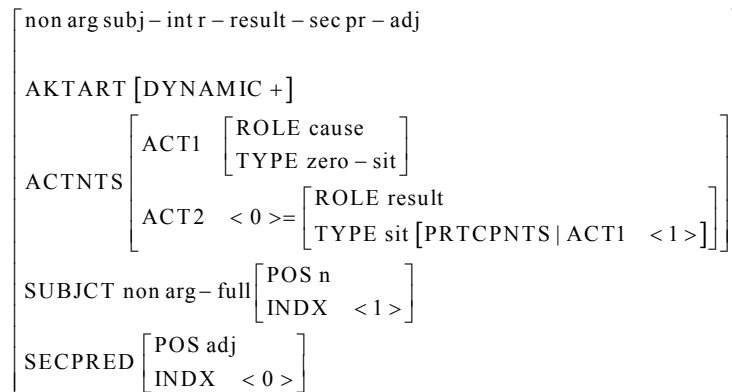 non arg subj – int r – result – sec pr – adj
AKTART [DYNAMIC +]
ACTNTS
ACT1 [ROLE cause
TYPE zero – sit]
ACT2 < 0 >= [ROLE result
TYPE sit [PRTCPNTS | ACT1 < 1 >]]
SUBJCT non arg – full [POS n
INDX < 1 >]
SECPRED [POS adj
INDX < 0 >]